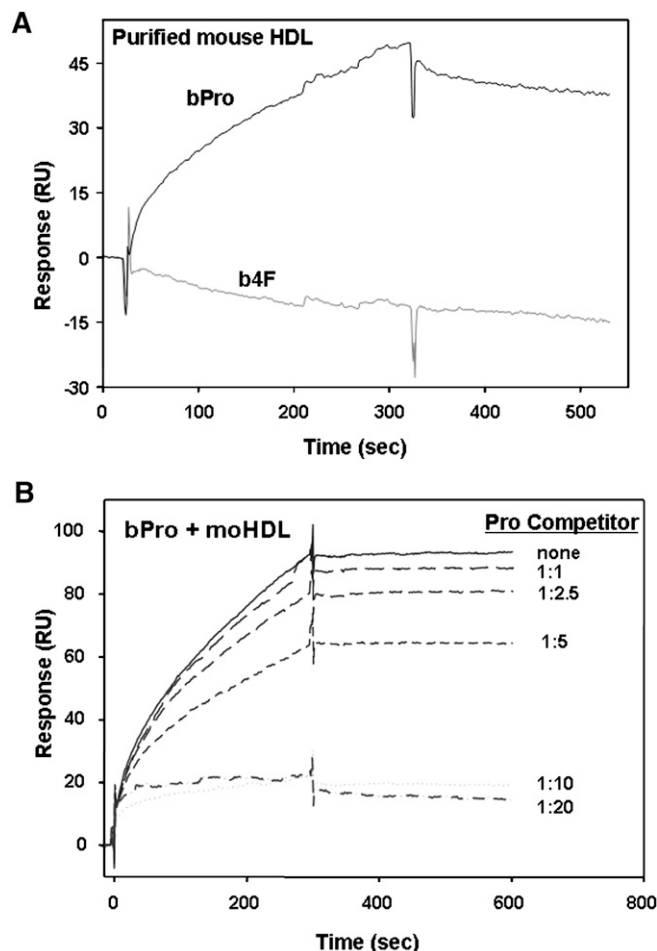 A
Purified mouse HDL
bPro
b4F
Response (RU)
45
30
15
0
-15
-30
0 100 200 300 400 500
Time (sec)
B
bPro + moHDL
Pro Competitor
none
1:1
1:2.5
1:5
1:10
1:20
Response (RU)
100
80
60
40
20
0
0 200 400 600 800
Time (sec)